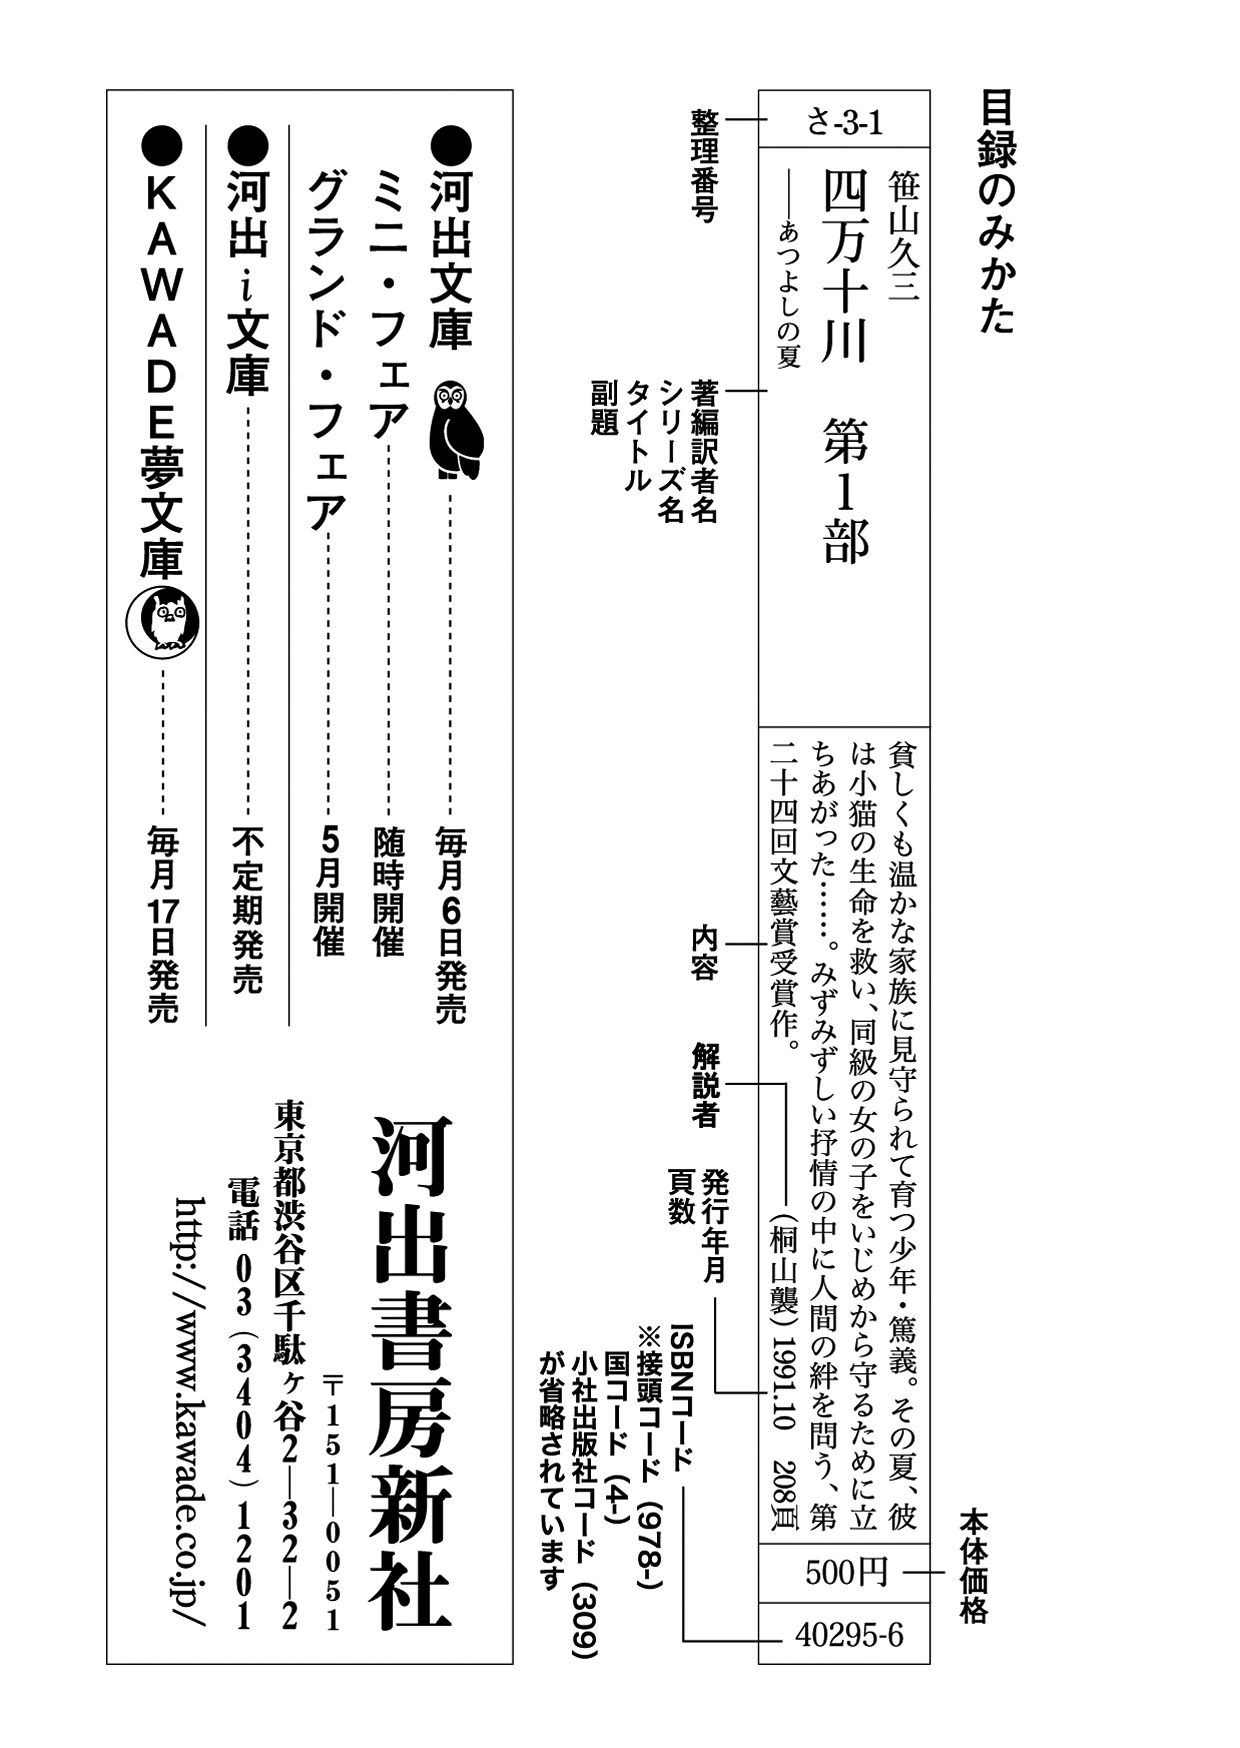 目録のみかた
さ-3-1
笹山久三
四万十川　第1部
――あつよしの夏
貧しくも温かな家族に見守られて育つ少年・篤義。その夏、彼
は小猫の生命を救い、同級の女の子をいじめから守るために立
ちあがった……。みずみずしい抒情の中に人間の絆を問う、第
二十四回文藝賞受賞作。
（桐山襲）1991.10　208頁
500円
40295-6
本体価格
整理番号
著編訳者名
シリーズ名
タイトル
副題
内容
解説者
発行年月
頁数
ISBNコード
※接頭コード（978-）
国コード（4-）
小社出版社コード（309）
が省略されています
●河出文庫……毎月6日発売
ミニ・フェア……随時開催
グランド・フェア……5月開催
●河出i文庫……不定期発売
●KAWADE夢文庫……毎月17日発売
河出書房新社
〒151―0051
東京都渋谷区千駄ヶ谷2―32―2
電話 03（3404）1201
http://www.kawade.co.jp/